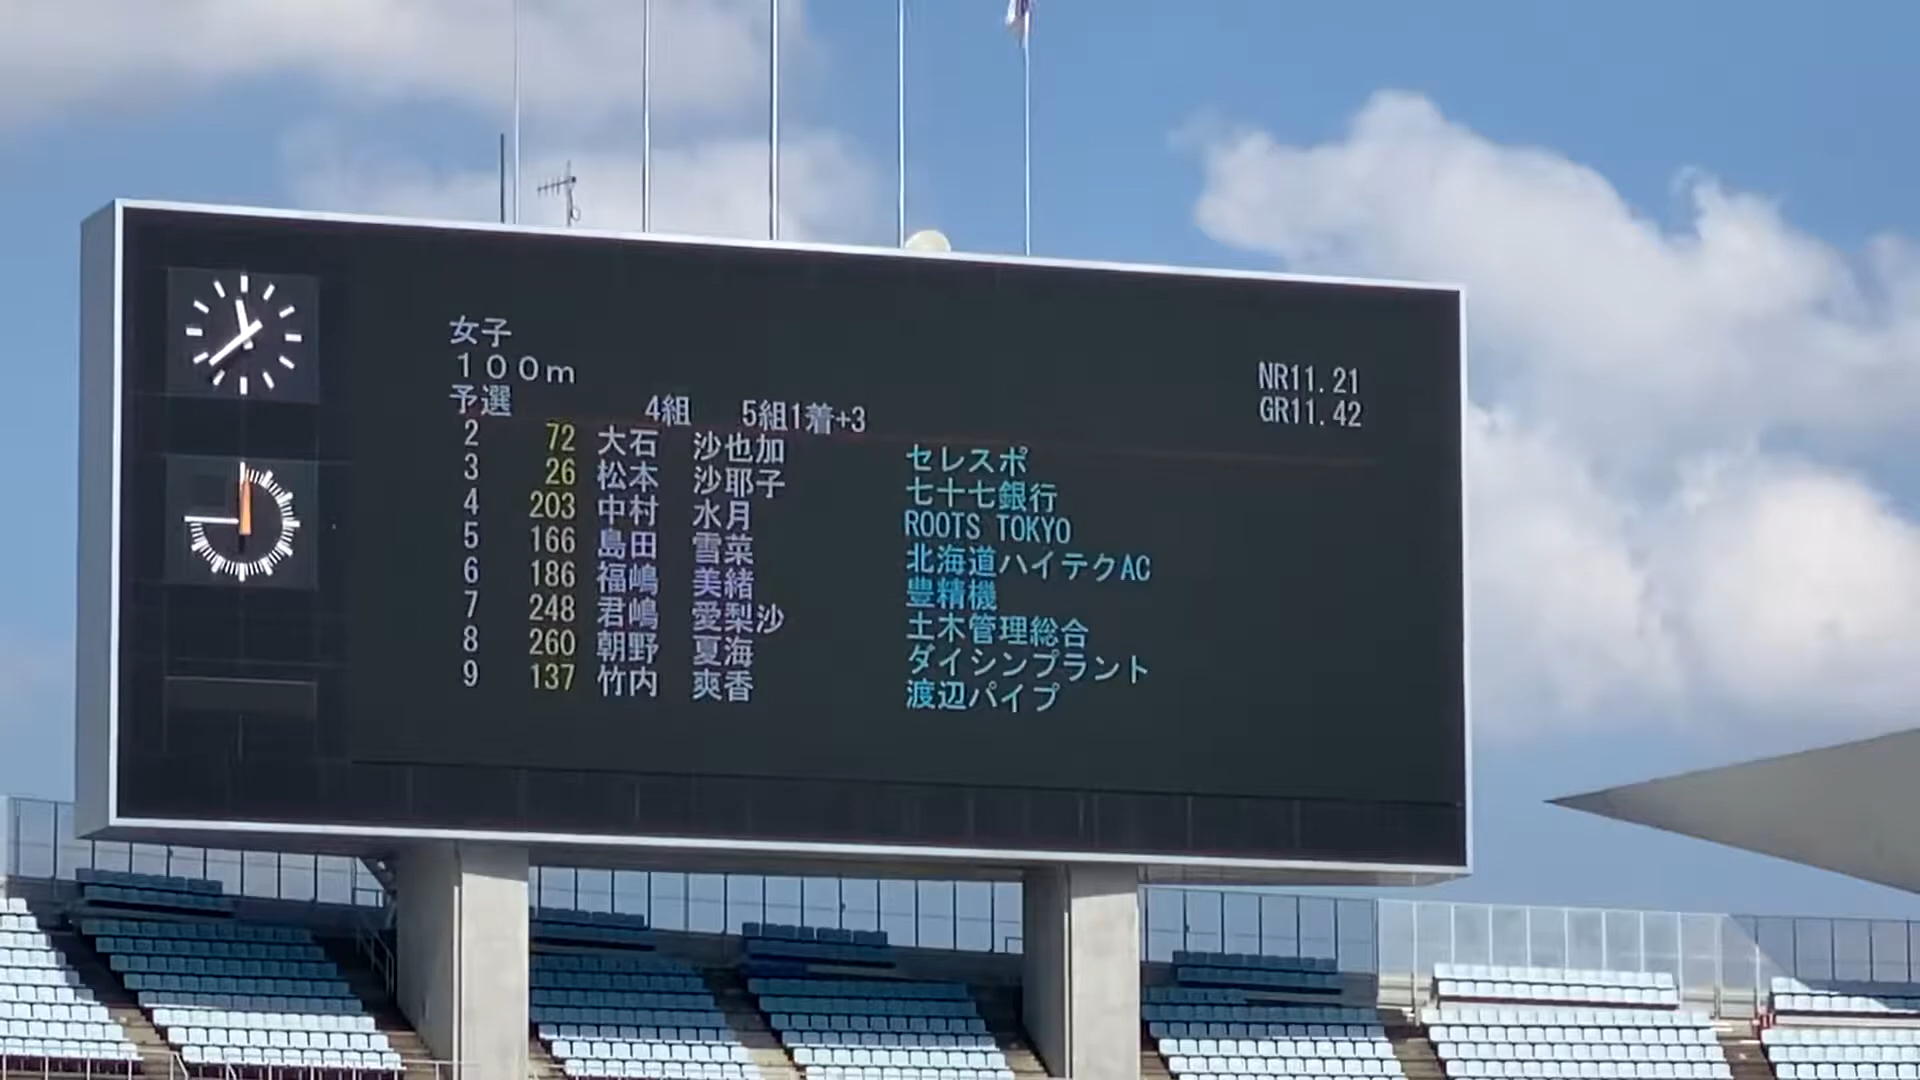 女子
100m
予選 4組 5組1着+3
NR11.21
GR11.42
2 72 大石 沙也加 セレスポ
3 26 松本 沙耶子 七十七銀行
4 203 中村 水月 ROOTS TOKYO
5 166 島田 雪菜 北海道ハイテクAC
6 186 福嶋 美緒 豊精機
7 248 君嶋 愛梨沙 土木管理総合
8 260 朝野 夏海 ダイシンプラント
9 137 竹内 爽香 渡辺パイプ